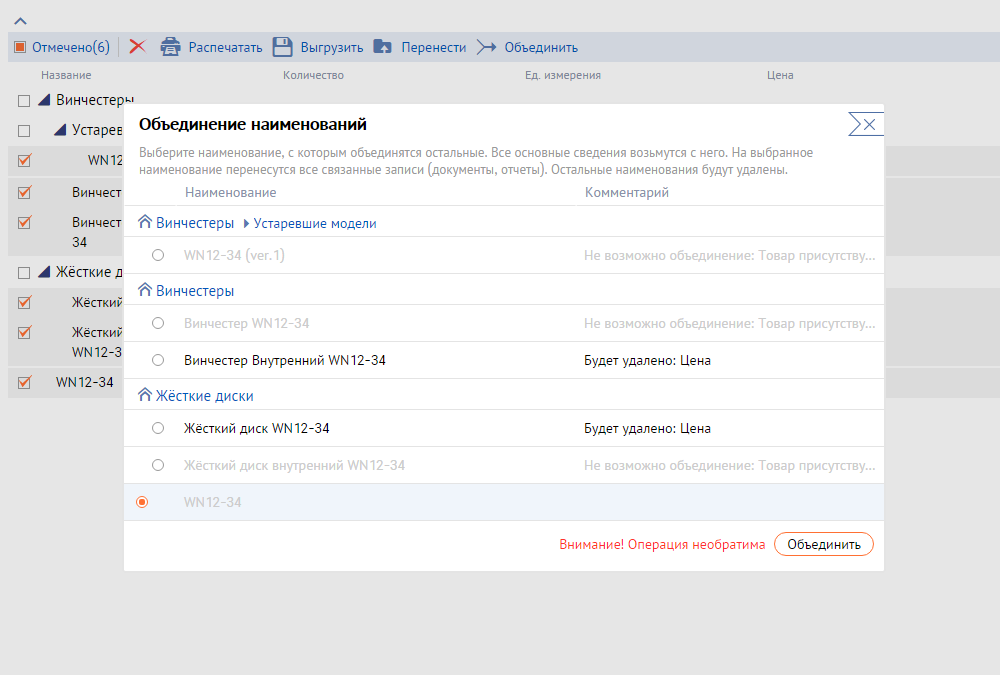 Отмечено(6) Распечатать Выгрузить Перенести Объединить
Название Количество Ед. измерения Цена
Винчестеры
Объединение наименований
Выберите наименование, с которым объединятся остальные. Все основные сведения возьмутся с него. На выбранное
наименование перенесутся все связанные записи (документы, отчеты). Остальные наименования будут удалены.
Наименование Комментарий
Винчестеры Устаревшие модели
WN12-34 (ver.1) Не возможно объединение: Товар присутству...
Винчестеры
Винчестер WN12-34 Не возможно объединение: Товар присутству...
Винчестер Внутренний WN12-34 Будет удалено: Цена
Жёсткие диски
Жёсткий диск WN12-34 Будет удалено: Цена
Жёсткий диск внутренний WN12-34 Не возможно объединение: Товар присутству...
WN12-34
Внимание! Операция необратима Объединить
Устарев
WN12
Винчест
Винчест
34
Жёсткие д
Жёсткий
Жёсткий
WN12-3
WN12-34